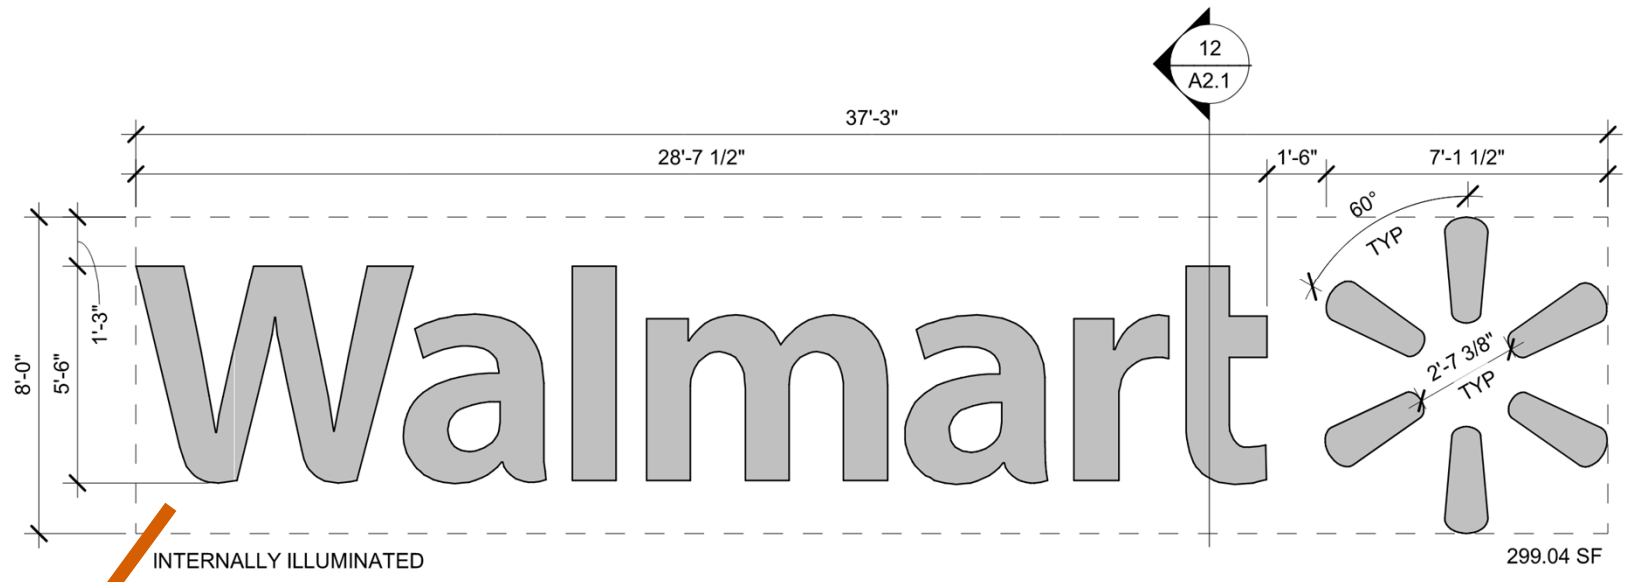 12
A2.1
37'-3"
28'-7 1/2"
1'-6"
7'-1 1/2"
60°
TYP
1'-3"
8'-0"
5'-6"
Walmart
2'-7 3/8"
TYP
INTERNALLY ILLUMINATED
299.04 SF